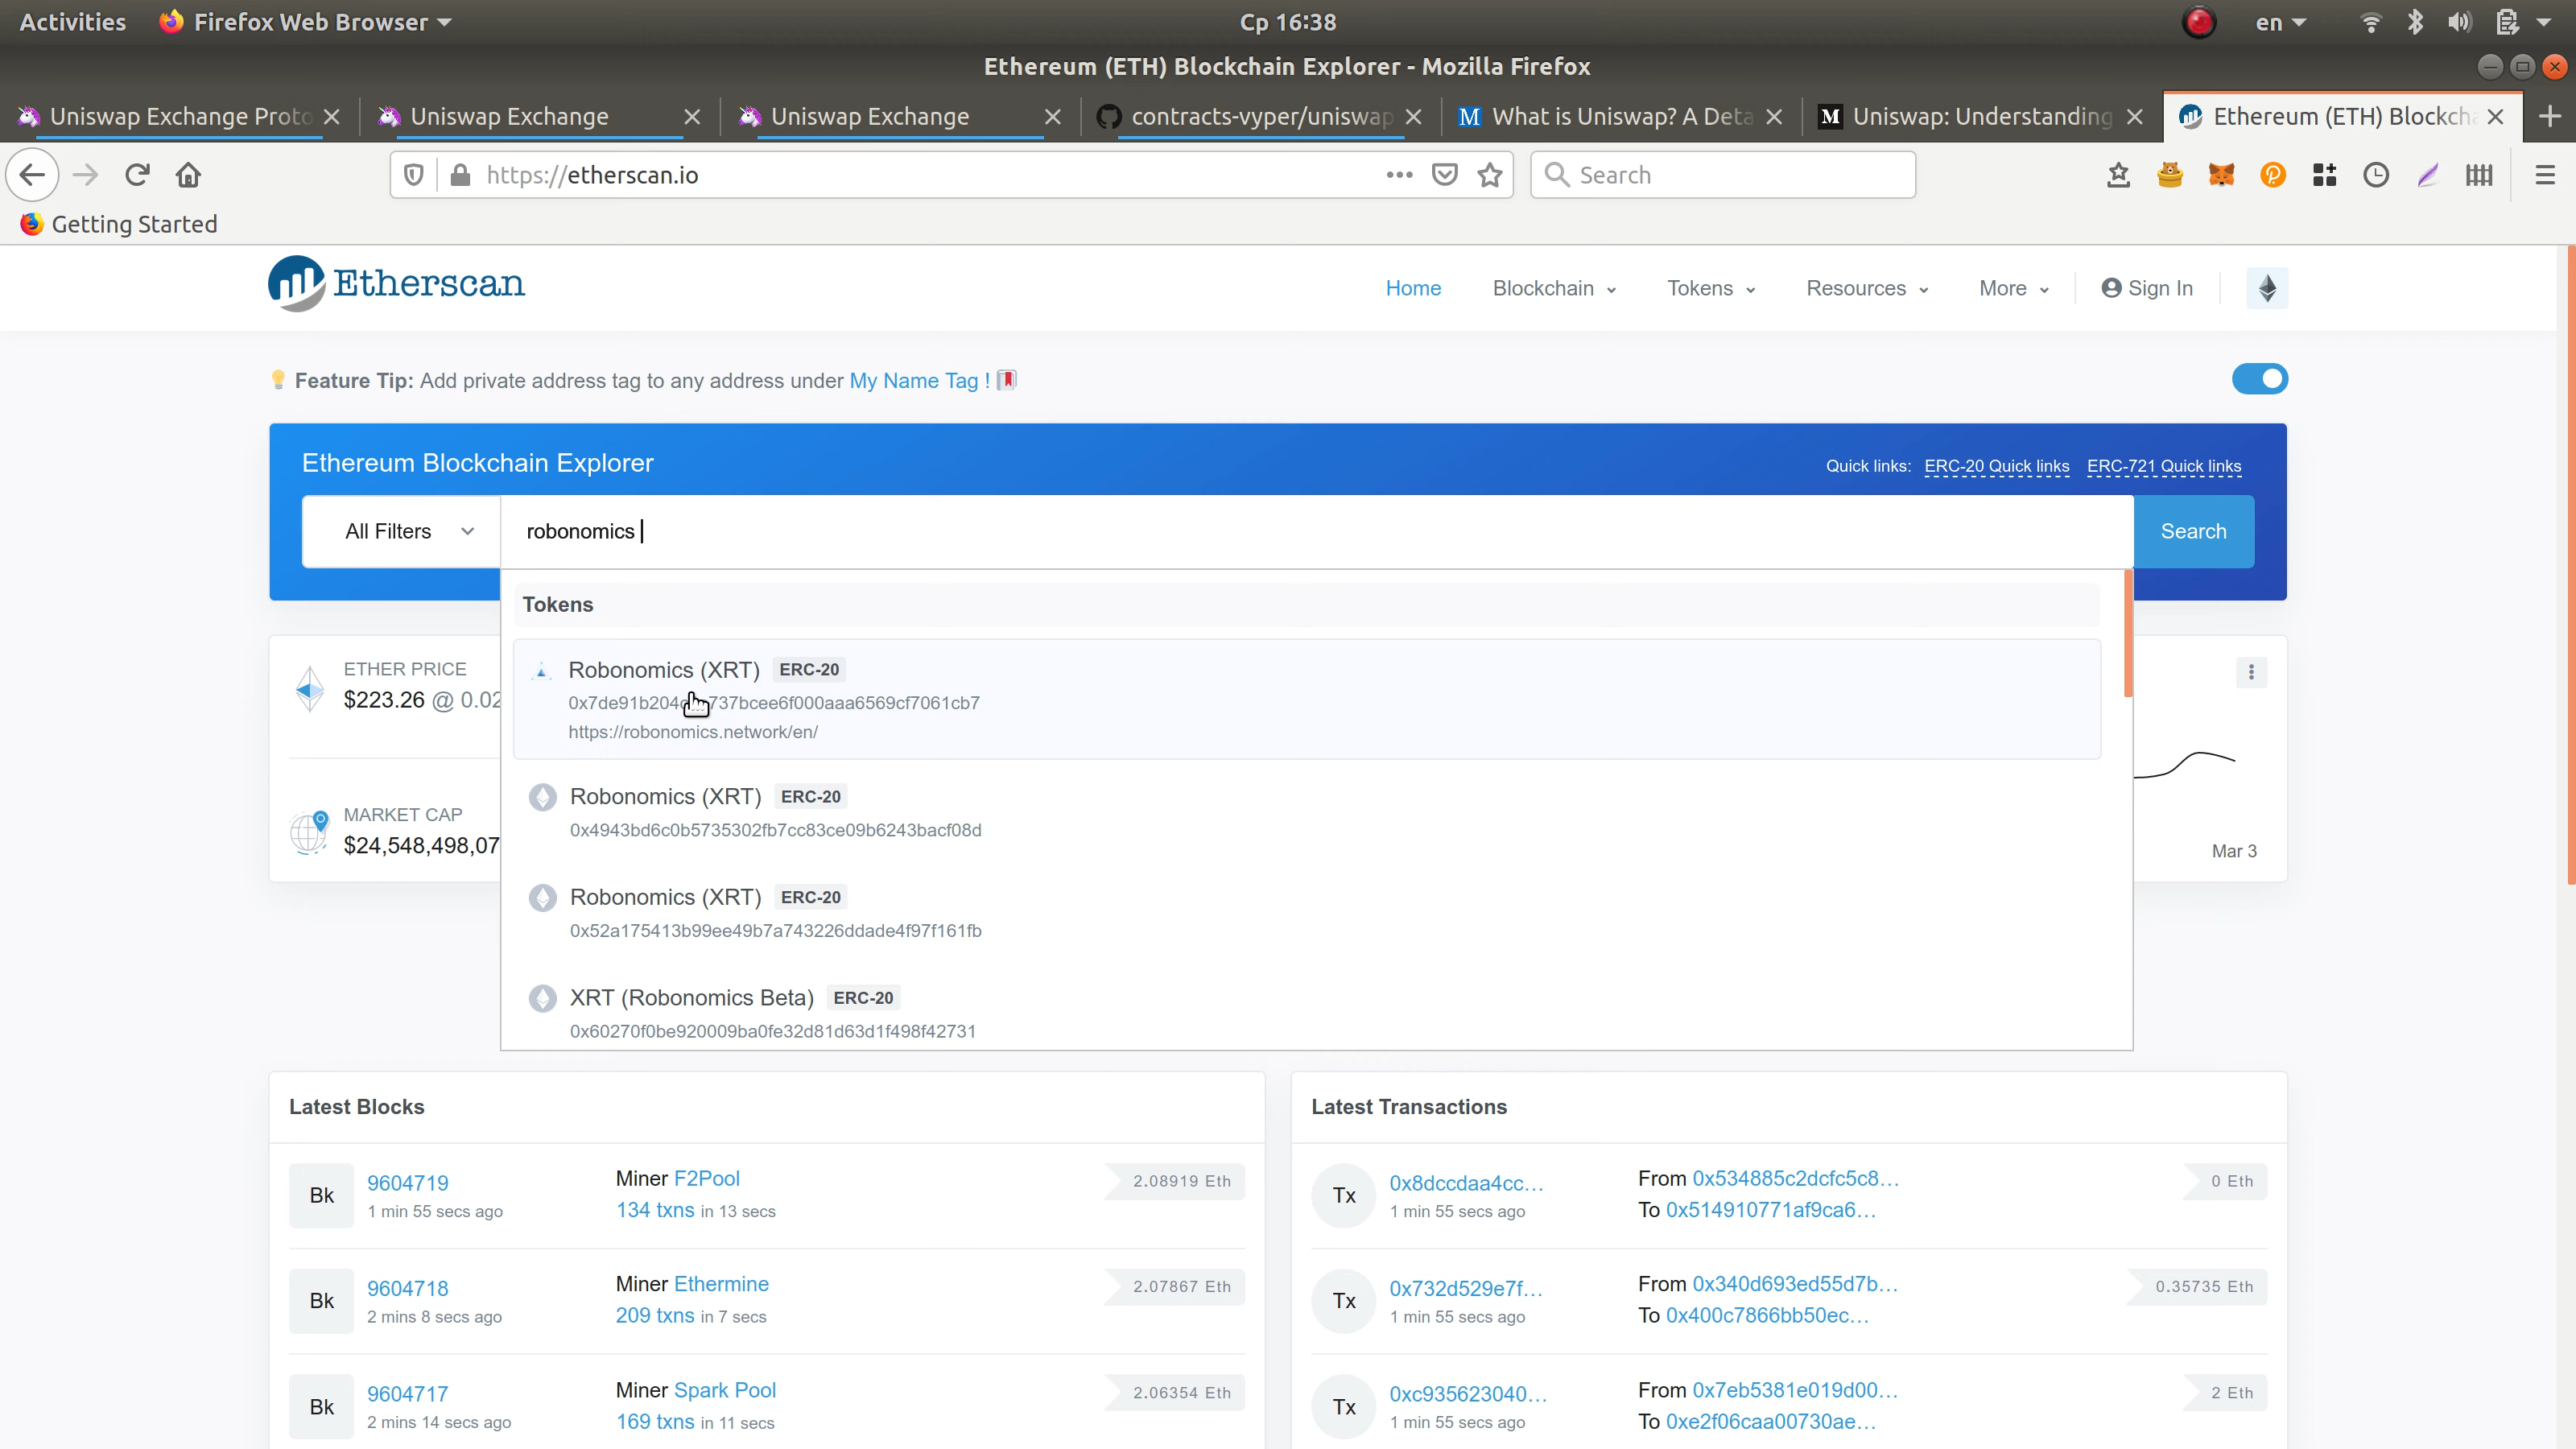 Activities Firefox Web Browser Ср 16:38 en
Ethereum (ETH) Blockchain Explorer - Mozilla Firefox
Uniswap Exchange Proto Uniswap Exchange Uniswap Exchange contracts-vyper/uniswap What is Uniswap? A Deta Uniswap: Understanding Ethereum (ETH) Blockcha
https://etherscan.io Search
Getting Started
Etherscan Home Blockchain Tokens Resources More Sign In
Feature Tip: Add private address tag to any address under My Name Tag !
Ethereum Blockchain Explorer Quick links: ERC-20 Quick links ERC-721 Quick links
All Filters robonomics Search
Tokens
Robonomics (XRT) ERC-20
737bcee6f000aaa6569cf7061cb7
https://robonomics.network/en/
Robonomics (XRT) ERC-20
0x4943bd6c0b5735302fb7cc83ce09b6243bacf08d
Robonomics (XRT) ERC-20
0x52a175413b99ee49b7a743226ddade4f97f161fb
XRT (Robonomics Beta) ERC-20
0x60270f0be920009ba0fe32d81d63d1f498f42731
ETHER PRICE
$223.26 @ 0.02
MARKET CAP
$24,548,498,07
Mar 3
Latest Blocks
Bk 9604719 Miner F2Pool 2.08919 Eth
1 min 55 secs ago 134 txns in 13 secs
Bk 9604718 Miner Ethermine 2.07867 Eth
2 mins 8 secs ago 209 txns in 7 secs
Bk 9604717 Miner Spark Pool 2.06354 Eth
2 mins 14 secs ago 169 txns in 11 secs
Latest Transactions
Tx 0x8dccdaa4cc... From 0x534885c2dcfc5c8... 0 Eth
1 min 55 secs ago To 0x514910771af9ca6...
Tx 0x732d529e7f... From 0x340d693ed55d7b... 0.35735 Eth
1 min 55 secs ago To 0x400c7866bb50ec...
Tx 0xc935623040... From 0x7eb5381e019d00... 2 Eth
1 min 55 secs ago To 0xe2f06caa00730ae...